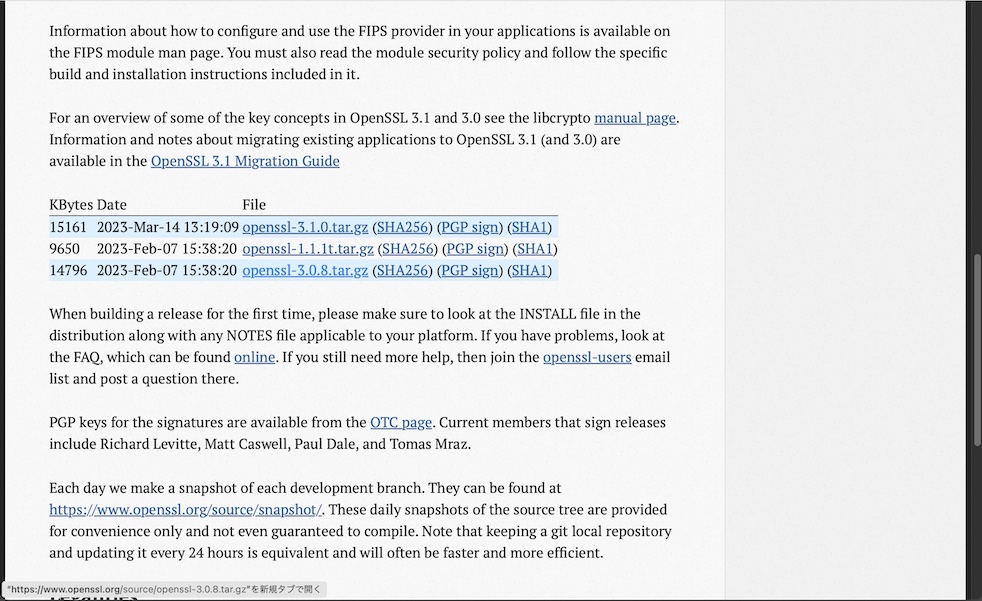 Information about how to configure and use the FIPS provider in your applications is available on
the FIPS module man page. You must also read the module security policy and follow the specific
build and installation instructions included in it.
For an overview of some of the key concepts in OpenSSL 3.1 and 3.0 see the libcrypto manual page.
Information and notes about migrating existing applications to OpenSSL 3.1 (and 3.0) are
available in the OpenSSL 3.1 Migration Guide
KBytes Date File
15161 2023-Mar-14 13:19:09 openssl-3.1.0.tar.gz (SHA256) (PGP sign) (SHA1)
9650 2023-Feb-07 15:38:20 openssl-1.1.1t.tar.gz (SHA256) (PGP sign) (SHA1)
14796 2023-Feb-07 15:38:20 openssl-3.0.8.tar.gz (SHA256) (PGP sign) (SHA1)
When building a release for the first time, please make sure to look at the INSTALL file in the
distribution along with any NOTES file applicable to your platform. If you have problems, look at
the FAQ, which can be found online. If you still need more help, then join the openssl-users email
list and post a question there.
PGP keys for the signatures are available from the OTC page. Current members that sign releases
include Richard Levitte, Matt Caswell, Paul Dale, and Tomas Mraz.
Each day we make a snapshot of each development branch. They can be found at
https://www.openssl.org/source/snapshot/. These daily snapshots of the source tree are provided
for convenience only and not even guaranteed to compile. Note that keeping a git local repository
and updating it every 24 hours is equivalent and will often be faster and more efficient.
"https://www.openssl.org/source/openssl-3.0.8.tar.gz"を新規タブで開く